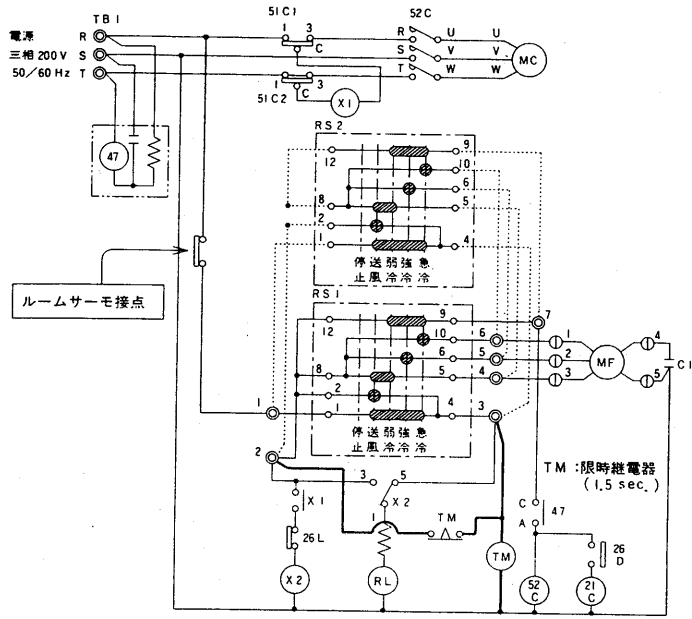 51C1
52C
TB1
電源 R
三相 200V S
50/60 Hz T
1 3
C
R U U
S V V
T W W
MC
1 3
C
51C2
X1
47
RS2
12 9
10
6
8 5
2
1 4
停 送 弱 強 急
止 風 冷 冷 冷
ルームサーモ接点
RS1
12 9 7
10 6 1 4
6 5 2 MF C1
8 5 4 3 5
2
1 1 4 3
停 送 弱 強 急
止 風 冷 冷 冷
2
TM:限時継電器
(1.5 sec.)
3 5
X1 X2
C 47
A
1 TM
26L
TM
26
D
X2
RL
52
C
21
C